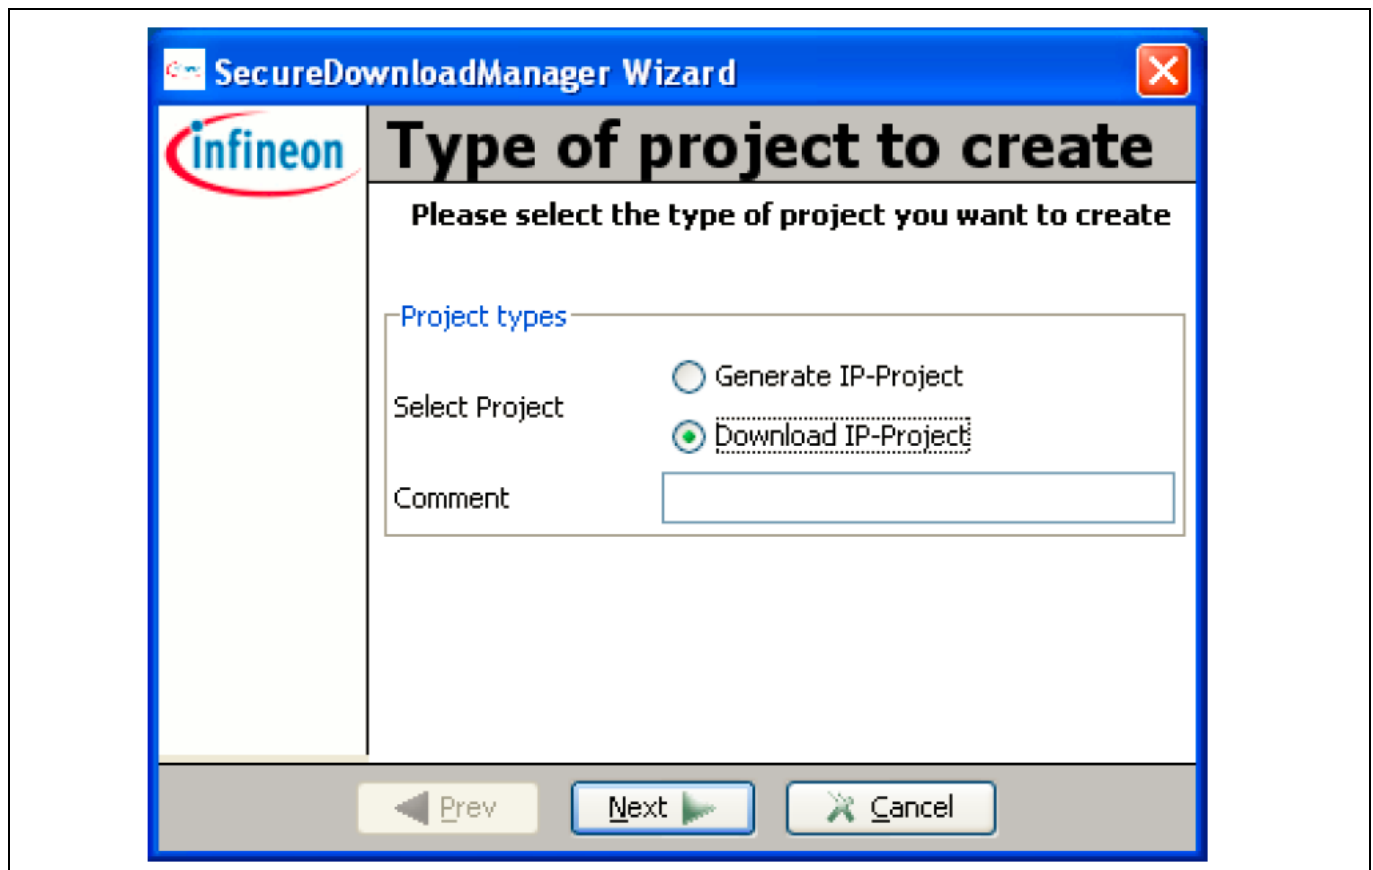 SecureDownloadManager Wizard
infineon
Type of project to create
Please select the type of project you want to create
Project types
Select Project
Generate IP-Project
Download IP-Project
Comment
Prev
Next
Cancel